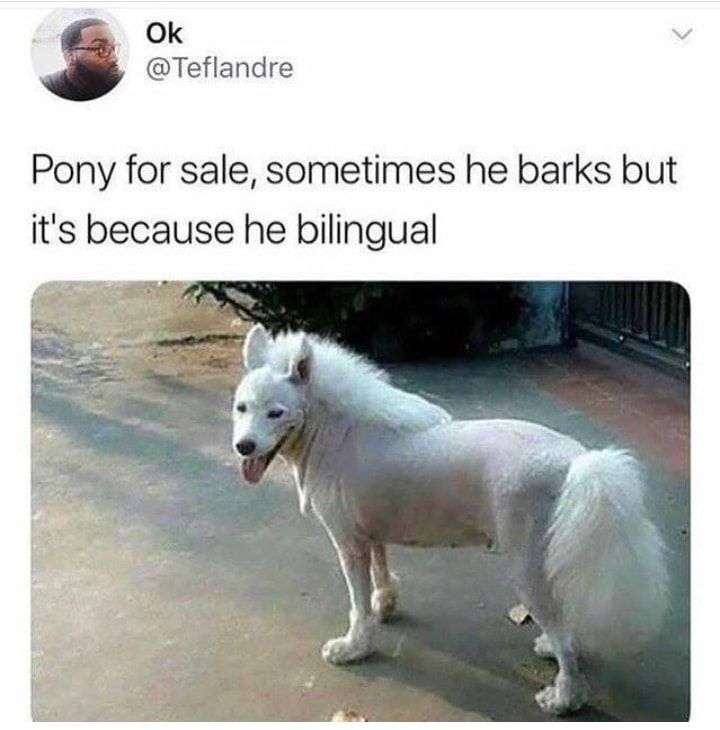 Ok
@Teflandre
Pony for sale, sometimes he barks but
it's because he bilingual